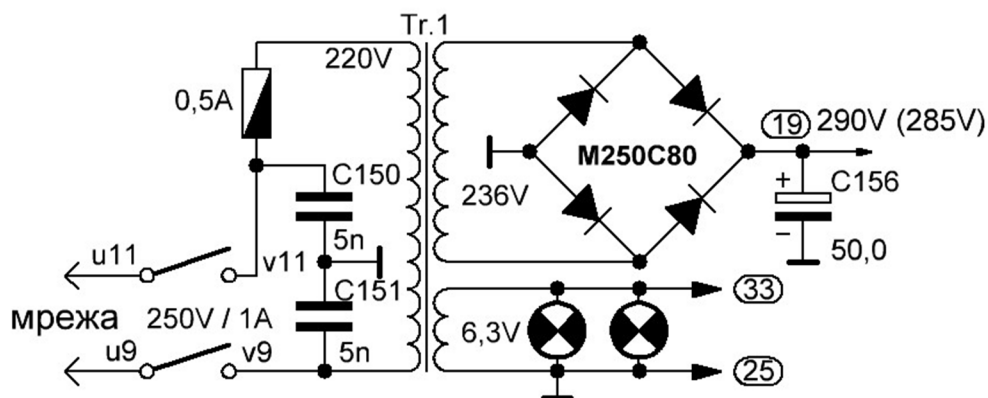 Tr.1
220V
0,5A
19 290V (285V)
M250C80
C150
236V
+ C156
5n
−
50,0
u11
v11
C151
33
мрежа 250V / 1A
6,3V
u9
v9
5n
25